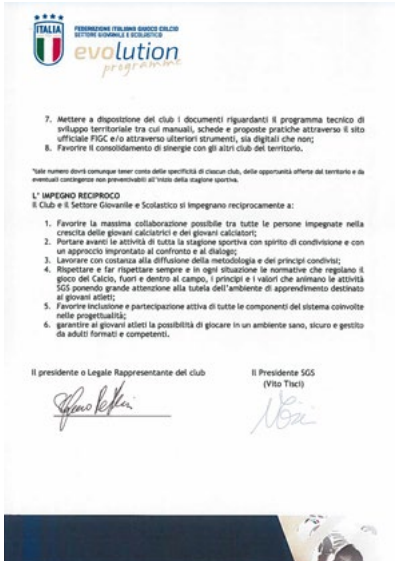 ITALIA
FEDERAZIONE ITALIANA GIUOCO CALCIO
SETTORE GIOVANILE E SCOLASTICO
evolution
programme
7. Mettere a disposizione del club i documenti riguardanti il programma tecnico di
sviluppo territoriale tra cui manuali, schede e proposte pratiche attraverso il sito
ufficiale FIGC e/o attraverso ulteriori strumenti, sia digitali che non;
8. Favorire il consolidamento di sinergie con gli altri club del territorio.
*tale numero dovrà comunque tener conto delle specificità di ciascun club, delle opportunità offerte dal territorio e da
eventuali contingenze non preventivabili all'inizio della stagione sportiva.
L' IMPEGNO RECIPROCO
Il Club e il Settore Giovanile e Scolastico si impegnano reciprocamente a:
1. Favorire la massima collaborazione possibile tra tutte le persone impegnate nella
crescita delle giovani calciatrici e dei giovani calciatori;
2. Portare avanti le attività di tutta la stagione sportiva con spirito di condivisione e con
un approccio improntato al confronto e al dialogo;
3. Lavorare con costanza alla diffusione della metodologia e dei principi condivisi;
4. Rispettare e far rispettare sempre e in ogni situazione le normative che regolano il
gioco del Calcio, fuori e dentro al campo, i principi e i valori che animano le attività
SGS ponendo grande attenzione alla tutela dell'ambiente di apprendimento destinato
ai giovani atleti;
5. Favorire inclusione e partecipazione attiva di tutte le componenti del sistema coinvolte
nelle progettualità;
6. garantire ai giovani atleti la possibilità di giocare in un ambiente sano, sicuro e gestito
da adulti formati e competenti.
Il presidente o Legale Rappresentante del club
Il Presidente SGS
(Vito Tisci)